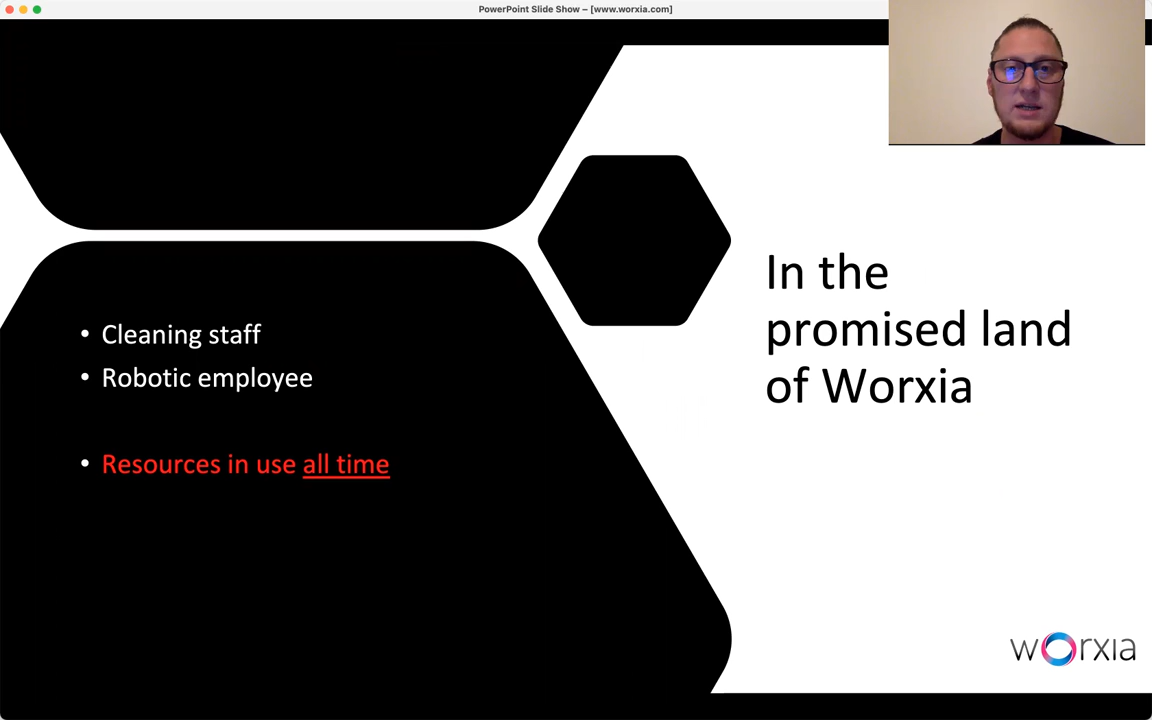 PowerPoint Slide Show – [www.worxia.com]
• Cleaning staff
• Robotic employee
• Resources in use all time
In the
promised land
of Worxia
worxia